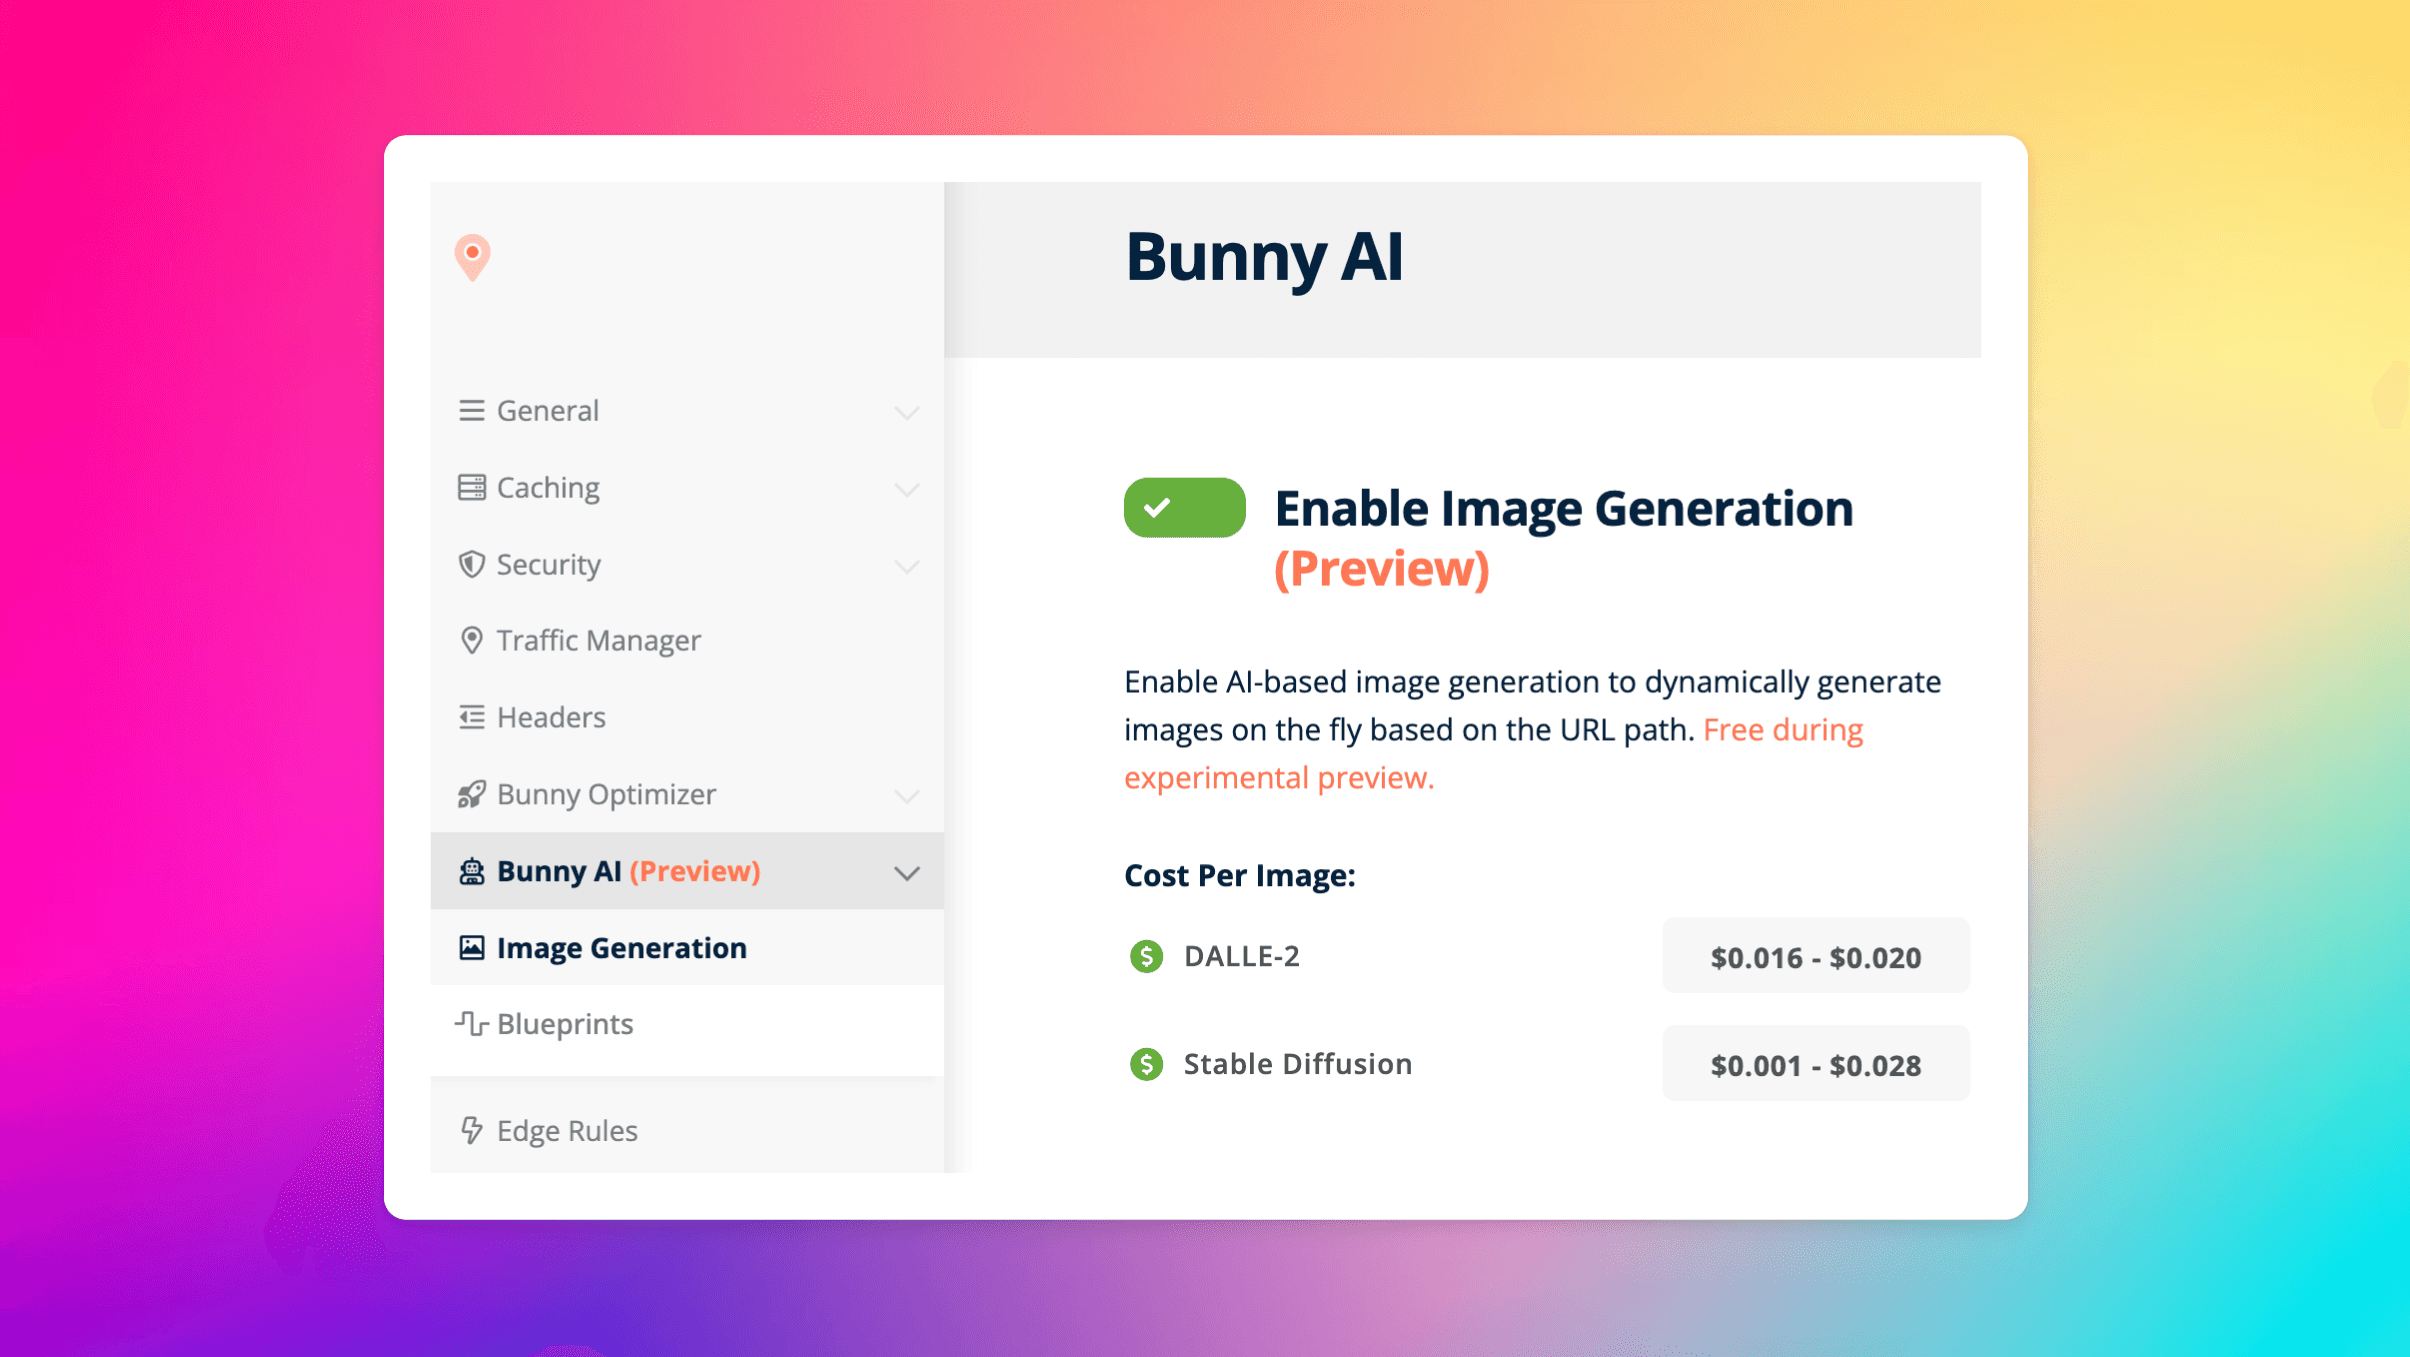 Bunny AI
General
Caching
Security
Traffic Manager
Headers
Bunny Optimizer
Bunny AI (Preview)
Image Generation
Blueprints
Edge Rules
Enable Image Generation
(Preview)
Enable AI-based image generation to dynamically generate
images on the fly based on the URL path. Free during
experimental preview.
Cost Per Image:
DALLE-2 $0.016 - $0.020
Stable Diffusion $0.001 - $0.028